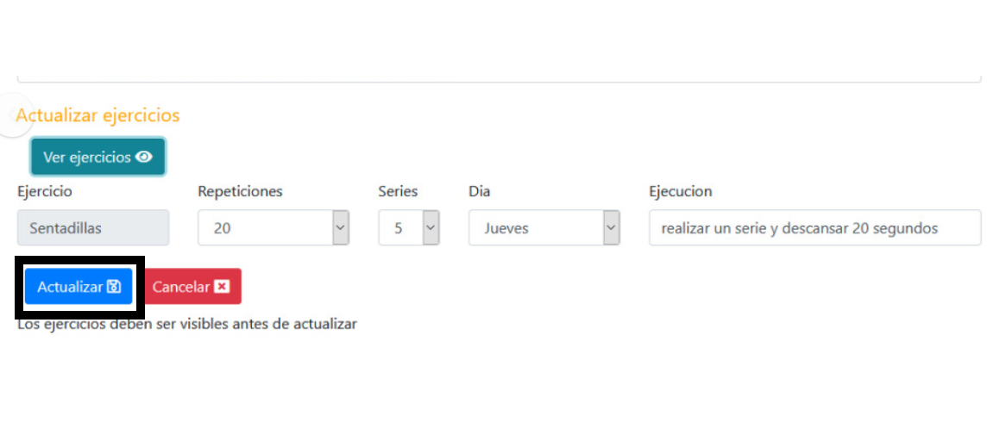 Actualizar ejercicios
Ver ejercicios
Ejercicio Repeticiones Series Dia Ejecucion
Sentadillas 20 5 Jueves realizar un serie y descansar 20 segundos
Actualizar Cancelar
Los ejercicios deben ser visibles antes de actualizar